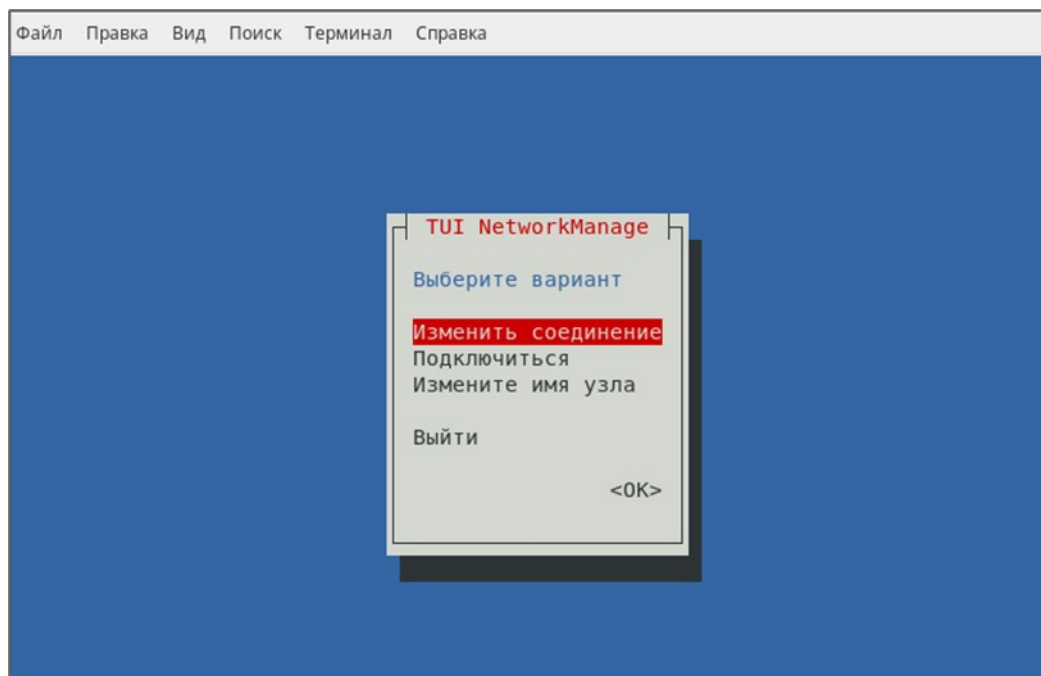 Файл Правка Вид Поиск Терминал Справка
TUI NetworkManage
Выберите вариант
Изменить соединение
Подключиться
Измените имя узла
Выйти
<OK>